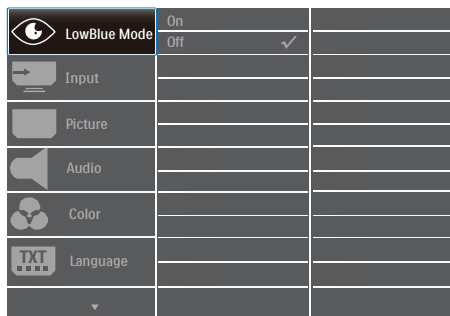 LowBlue Mode
On
Off
Input
Picture
Audio
Color
TXT
Language